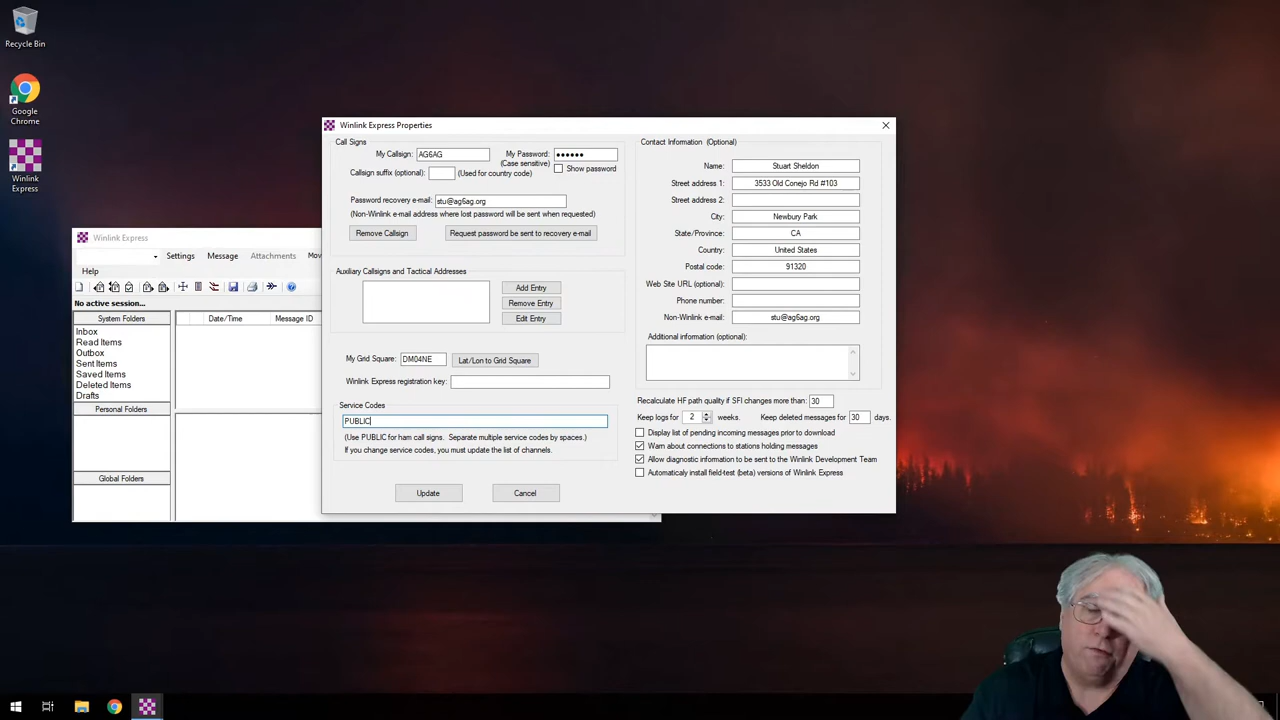 Recycle Bin
Google
Chrome
Winlink
Express
Winlink Express Properties
Call Signs
My Callsign: AG6AG
My Password: ●●●●●●
(Case sensitive)
Show password
Callsign suffix (optional): (Used for country code)
Password recovery e-mail: stu@ag6ag.org
(Non-Winlink e-mail address where lost password will be sent when requested)
Remove Callsign
Request password be sent to recovery e-mail
Auxiliary Callsigns and Tactical Addresses
Add Entry
Remove Entry
Edit Entry
My Grid Square: DM04NE
Lat/Lon to Grid Square
Winlink Express registration key:
Service Codes
PUBLIC
(Use PUBLIC for ham call signs. Separate multiple service codes by spaces.)
If you change service codes, you must update the list of channels.
Update
Cancel
Contact Information (Optional)
Name: Stuart Sheldon
Street address 1: 3533 Old Conejo Rd #103
Street address 2:
City: Newbury Park
State/Province: CA
Country: United States
Postal code: 91320
Web Site URL (optional):
Phone number:
Non-Winlink e-mail: stu@ag6ag.org
Additional information (optional):
Recalculate HF path quality if SFI changes more than: 30
Keep logs for 2 weeks. Keep deleted messages for 30 days.
Display list of pending incoming messages prior to download
Warn about connections to stations holding messages
Allow diagnostic information to be sent to the Winlink Development Team
Automaticaly install field-test (beta) versions of Winlink Express
Winlink Express
Settings
Message
Attachments
Mov
Help
No active session...
System Folders
Date/Time
Message ID
Inbox
Read Items
Outbox
Sent Items
Saved Items
Deleted Items
Drafts
Personal Folders
Global Folders